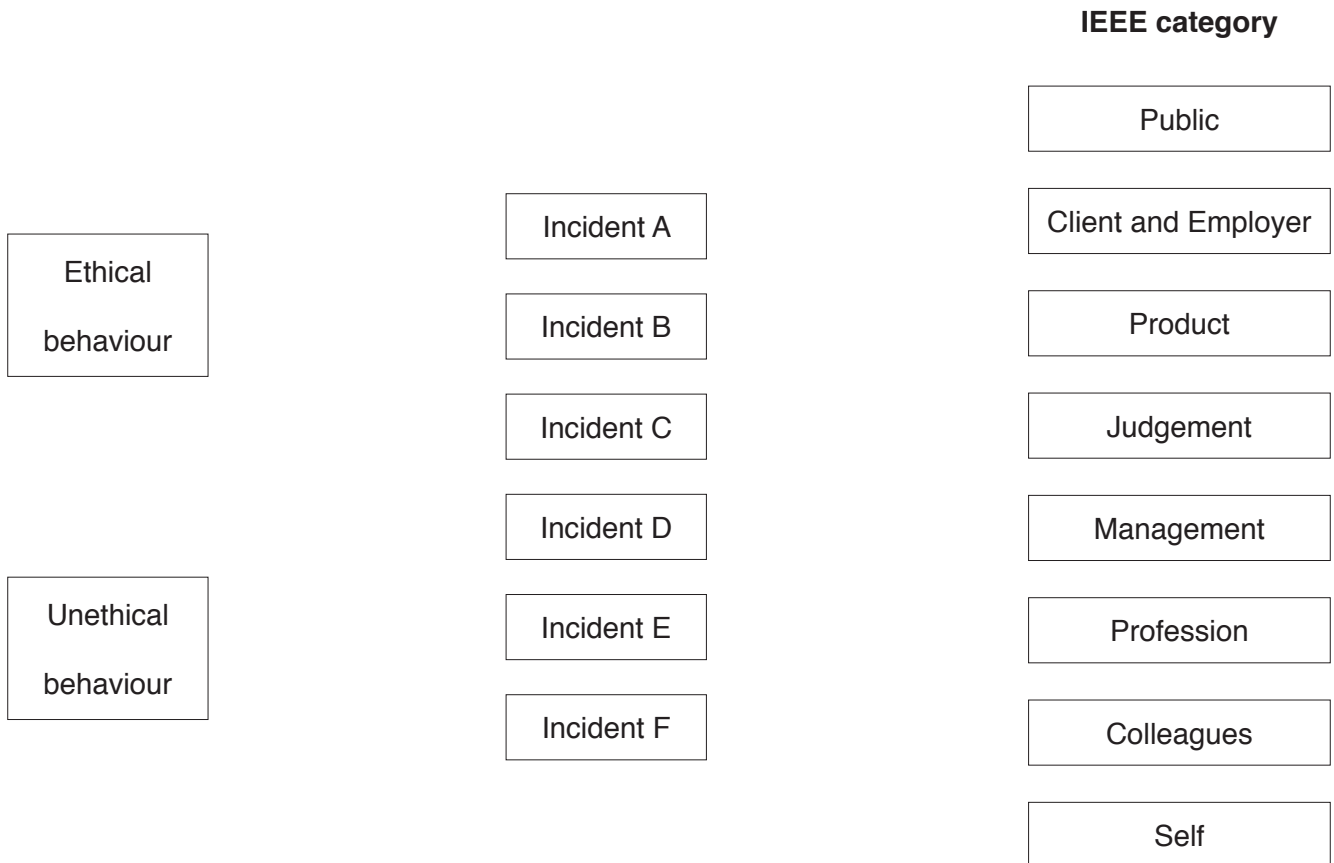 IEEE category
Public
Client and Employer
Product
Judgement
Management
Profession
Colleagues
Self
Incident A
Incident B
Incident C
Incident D
Incident E
Incident F
Ethical
behaviour
Unethical
behaviour